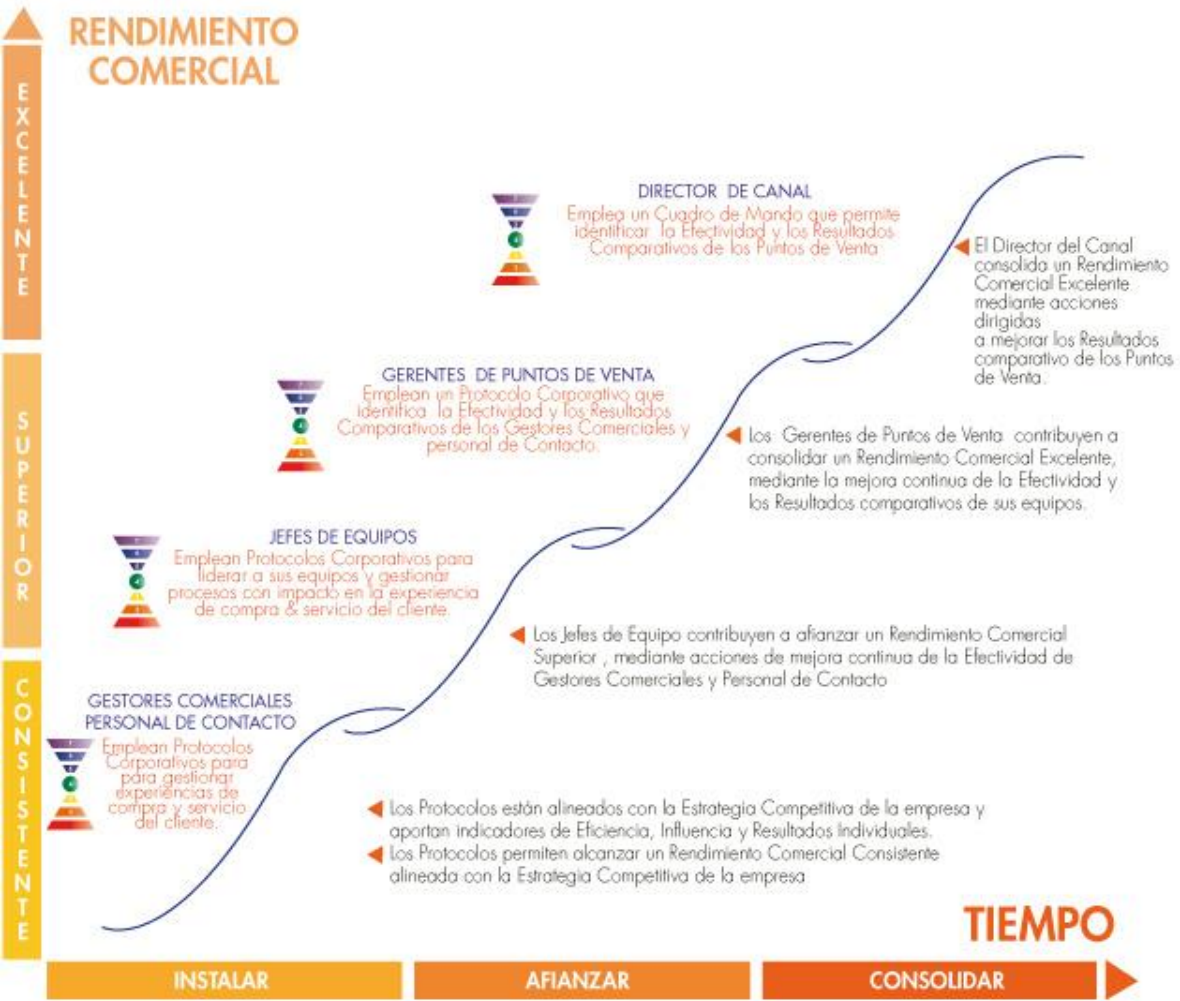 RENDIMIENTO
COMERCIAL
EXCELENTE
SUPERIOR
CONSISTENTE
DIRECTOR DE CANAL
Emplea un Cuadro de Mando que permite
identificar la Efectividad y los Resultados
Comparativos de los Puntos de Venta
El Director del Canal
consolida un Rendimiento
Comercial Excelente
mediante acciones
dirigidas
a mejorar los Resultados
comparativo de los Puntos
de Venta.
GERENTES DE PUNTOS DE VENTA
Emplean un Protocolo Corporativo que
identifica la Efectividad y los Resultados
Comparativos de los Gestores Comerciales y
personal de Contacto.
Los Gerentes de Puntos de Venta contribuyen a
consolidar un Rendimiento Comercial Excelente,
mediante la mejora continua de la Efectividad y
los Resultados comparativos de sus equipos.
JEFES DE EQUIPOS
Emplean Protocolos Corporativos para
liderar a sus equipos y gestionar
procesos con impacto en la experiencia
de compra & servicio del cliente.
Los Jefes de Equipo contribuyen a afianzar un Rendimiento Comercial
Superior , mediante acciones de mejora continua de la Efectividad de
Gestores Comerciales y Personal de Contacto
GESTORES COMERCIALES
PERSONAL DE CONTACTO
Emplean Protocolos
Corporativos para
para gestionar
experiencias de
compra y servicio
del cliente.
Los Protocolos están alineados con la Estrategia Competitiva de la empresa y
aportan indicadores de Eficiencia, Influencia y Resultados Individuales.
Los Protocolos permiten alcanzar un Rendimiento Comercial Consistente
alineada con la Estrategia Competitiva de la empresa
TIEMPO
INSTALAR
AFIANZAR
CONSOLIDAR